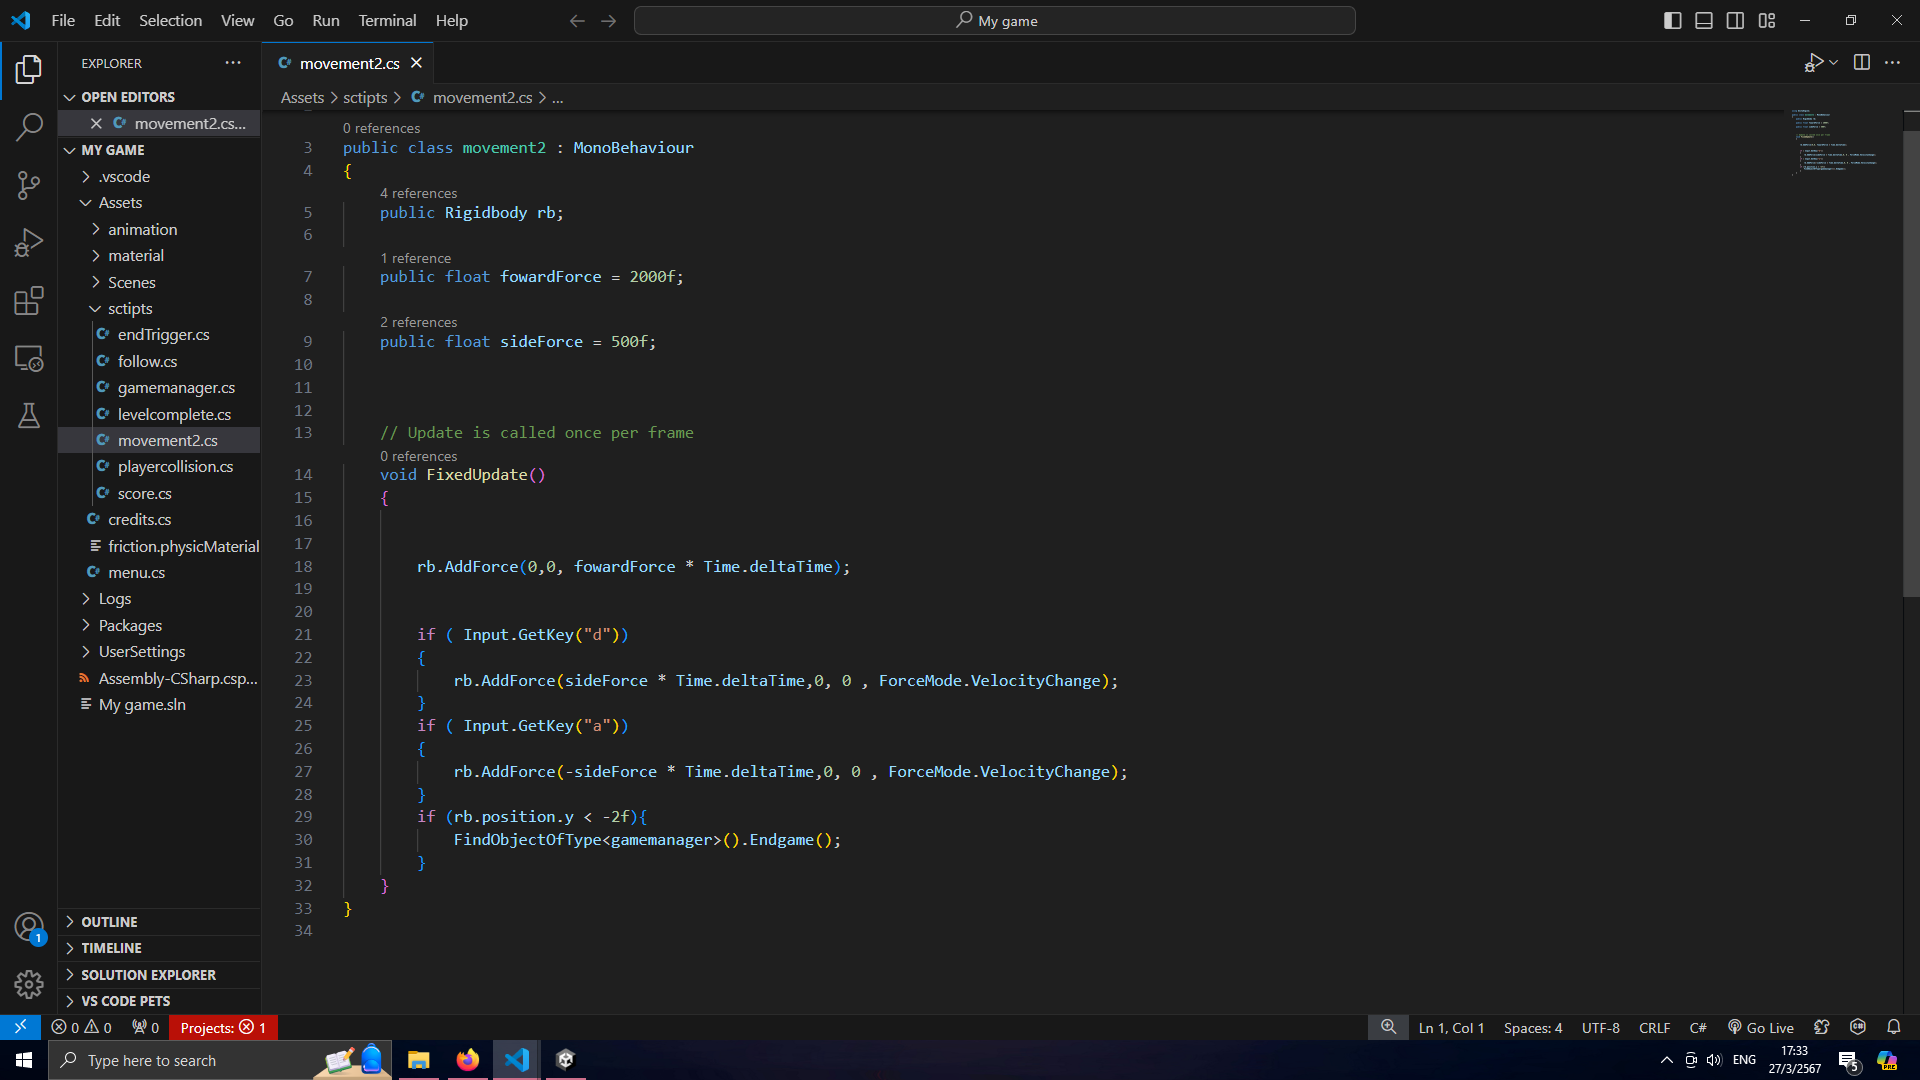 File Edit Selection View Go Run Terminal Help
My game
EXPLORER
movement2.cs
OPEN EDITORS
movement2.cs...
MY GAME
.vscode
Assets
animation
material
Scenes
sctipts
endTrigger.cs
follow.cs
gamemanager.cs
levelcomplete.cs
movement2.cs
playercollision.cs
score.cs
credits.cs
friction.physicMaterial
menu.cs
Logs
Packages
UserSettings
Assembly-CSharp.csp...
My game.sln
OUTLINE
TIMELINE
SOLUTION EXPLORER
VS CODE PETS
Assets > sctipts > movement2.cs > ...
0 references
3 public class movement2 : MonoBehaviour
4 {
4 references
5 public Rigidbody rb;
6
1 reference
7 public float fowardForce = 2000f;
8
2 references
9 public float sideForce = 500f;
10
11
12
13 // Update is called once per frame
0 references
14 void FixedUpdate()
15 {
16
17
18 rb.AddForce(0,0, fowardForce * Time.deltaTime);
19
20
21 if ( Input.GetKey("d"))
22 {
23 rb.AddForce(sideForce * Time.deltaTime,0, 0 , ForceMode.VelocityChange);
24 }
25 if ( Input.GetKey("a"))
26 {
27 rb.AddForce(-sideForce * Time.deltaTime,0, 0 , ForceMode.VelocityChange);
28 }
29 if (rb.position.y < -2f){
30 FindObjectOfType<gamemanager>().Endgame();
31 }
32 }
33 }
34
1
0 0 0 Projects: 1
Ln 1, Col 1 Spaces: 4 UTF-8 CRLF C# Go Live
Type here to search
ENG
17:33
27/3/2567
5
PRE